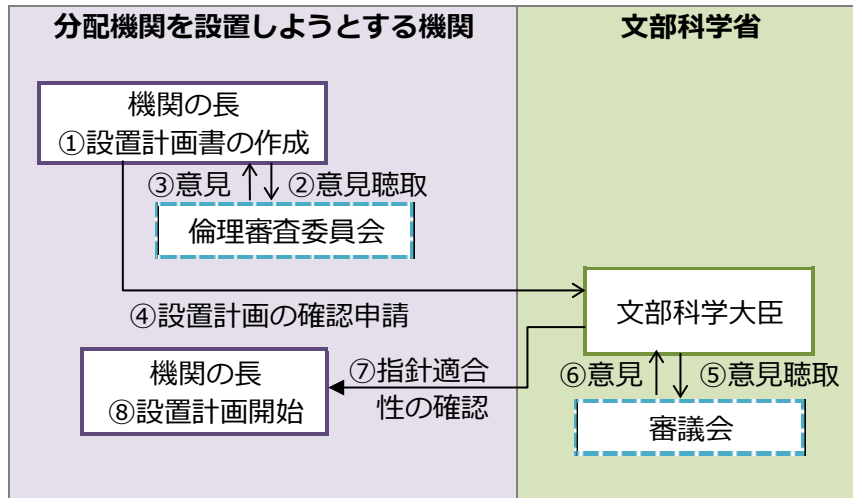 分配機関を設置しようとする機関
文部科学省
機関の長
①設置計画書の作成
③意見
②意見聴取
倫理審査委員会
④設置計画の確認申請
文部科学大臣
⑥意見
⑤意見聴取
審議会
⑦指針適合
性の確認
機関の長
⑧設置計画開始